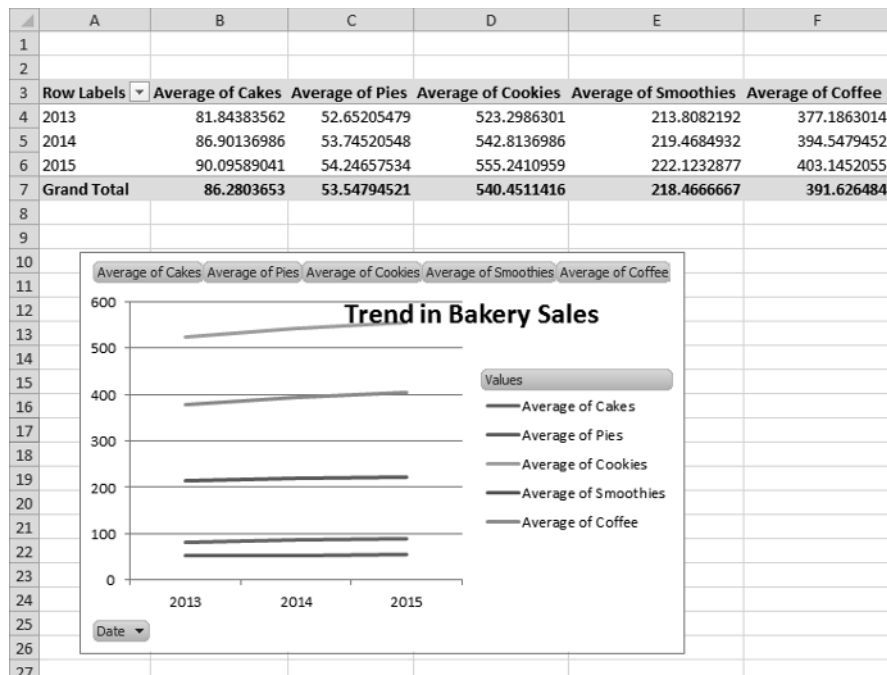 A B C D E F
1
2
3 Row Labels Average of Cakes Average of Pies Average of Cookies Average of Smoothies Average of Coffee
4 2013 81.84383562 52.65205479 523.2986301 213.8082192 377.1863014
5 2014 86.90136986 53.74520548 542.8136986 219.4684932 394.5479452
6 2015 90.09589041 54.24657534 555.2410959 222.1232877 403.1452055
7 Grand Total 86.2803653 53.54794521 540.4511416 218.4666667 391.626484
8
9
10
11
12
13
14
15
16
17
18
19
20
21
22
23
24
25
26
27
Average of Cakes Average of Pies Average of Cookies Average of Smoothies Average of Coffee
Trend in Bakery Sales
600
500
400
300
200
100
0
2013 2014 2015
Values
Average of Cakes
Average of Pies
Average of Cookies
Average of Smoothies
Average of Coffee
Date